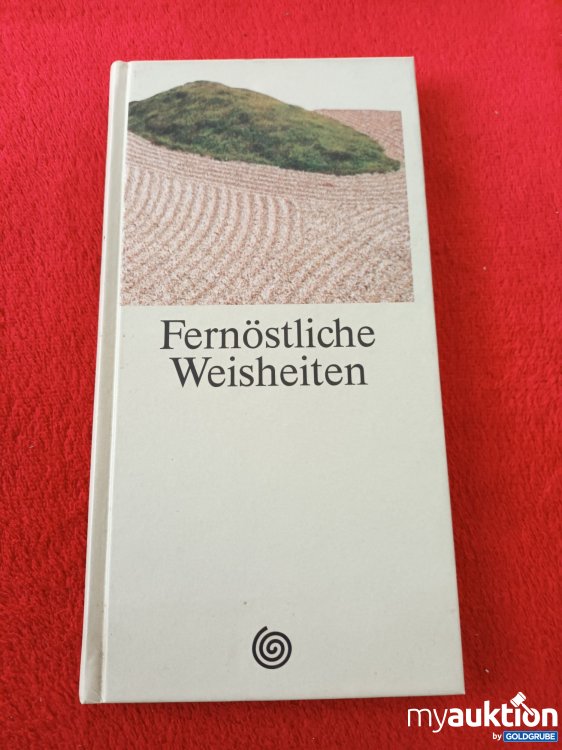 Fernöstliche
Weisheiten
myauktion
by GOLDGRUBE